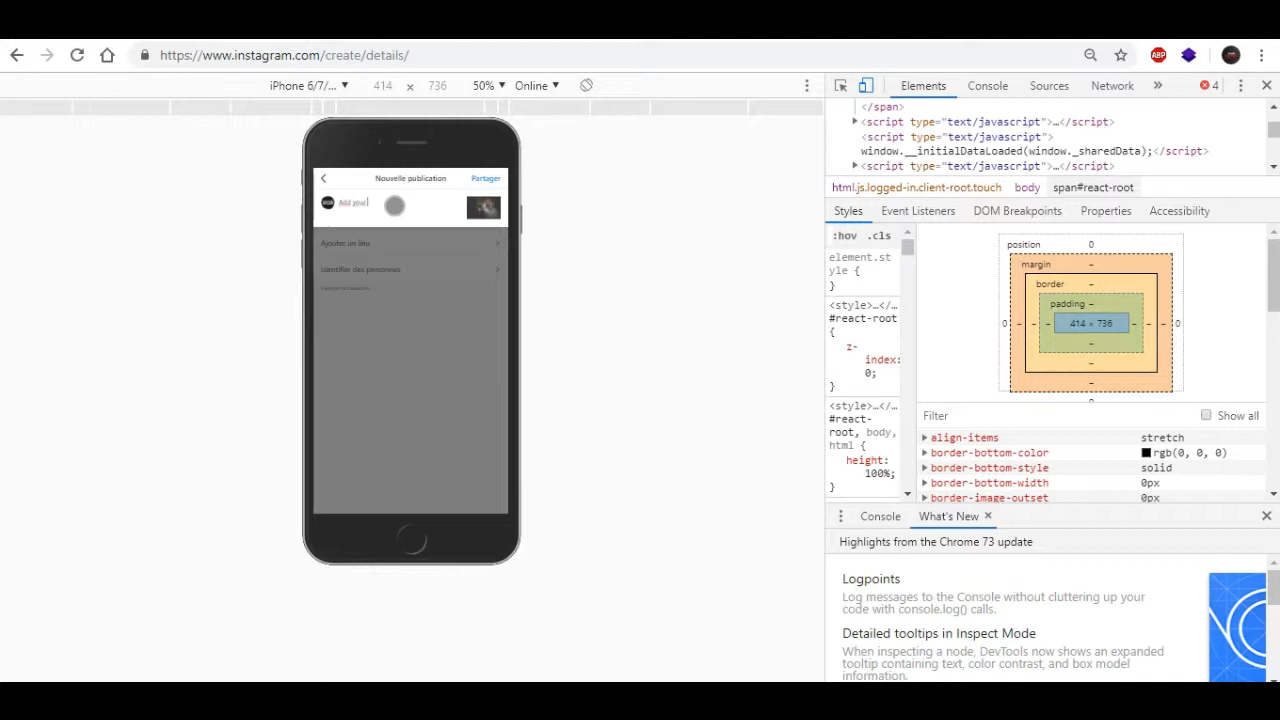 https://www.instagram.com/create/details/
ABP
iPhone 6/7/... ▼ 414 × 736 50% ▼ Online ▼
Elements Console Sources Network » 4
Nouvelle publication Partager
Add your
Ajouter un lieu
Identifier des personnes
</span>
<script type="text/javascript">…</script>
<script type="text/javascript">
window.__initialDataLoaded(window._sharedData);</script>
<script type="text/javascript">…</script>
html.js.logged-in.client-root.touch body span#react-root
Styles Event Listeners DOM Breakpoints Properties Accessibility
:hov .cls
element.st
yle {
}
<style>…</…
#react-root
{
z-
index:
0;
}
<style>…</…
#react-
root, body,
html {
height:
100%;
}
position 0
margin –
border –
padding –
0 – – – 414 × 736 – – – 0
–
–
–
0
Filter Show all
align-items stretch
border-bottom-color rgb(0, 0, 0)
border-bottom-style solid
border-bottom-width 0px
border-image-outset 0px
Console What's New ×
Highlights from the Chrome 73 update
Logpoints
Log messages to the Console without cluttering up your
code with console.log() calls.
Detailed tooltips in Inspect Mode
When inspecting a node, DevTools now shows an expanded
tooltip containing text, color contrast, and box model
information.